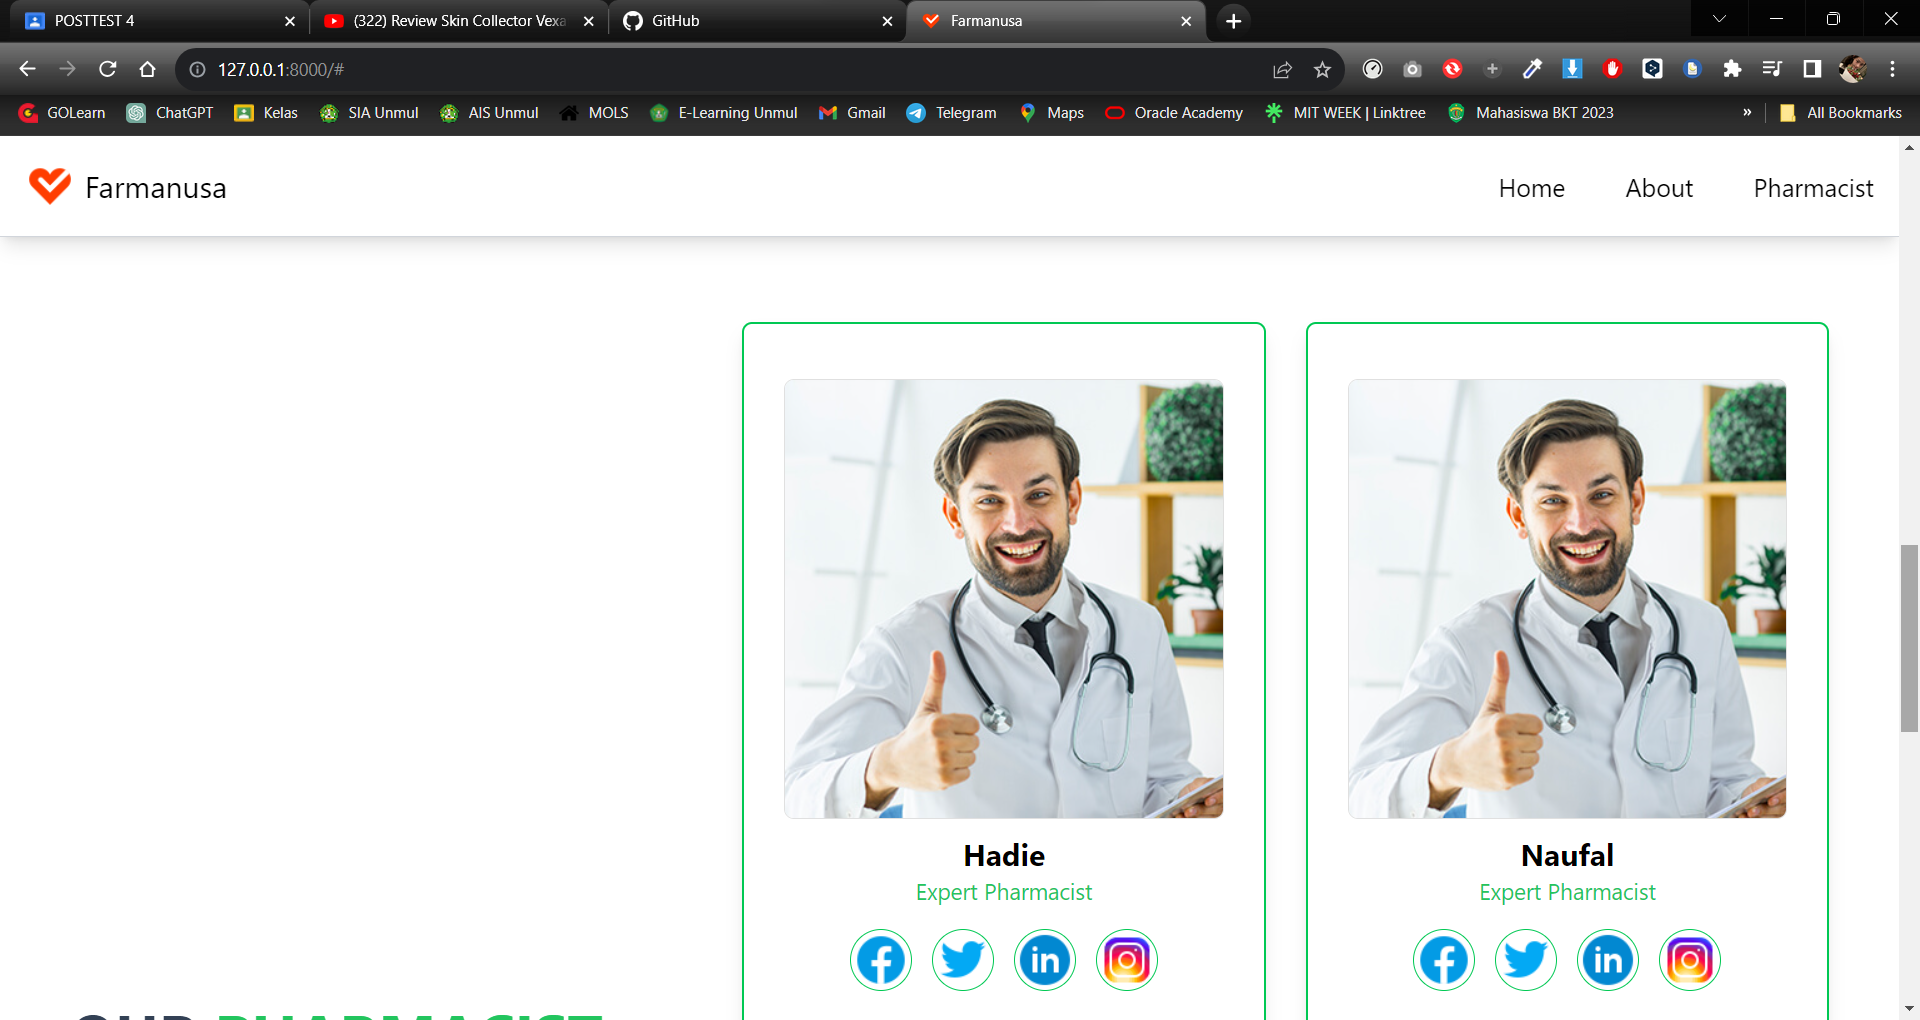 POSTTEST 4
(322) Review Skin Collector Vexa
GitHub
Farmanusa
127.0.0.1:8000/#
GOLearn
ChatGPT
Kelas
SIA Unmul
AIS Unmul
MOLS
E-Learning Unmul
Gmail
Telegram
Maps
Oracle Academy
MIT WEEK | Linktree
Mahasiswa BKT 2023
»
All Bookmarks
Farmanusa
Home
About
Pharmacist
Hadie
Expert Pharmacist
Naufal
Expert Pharmacist
OUR PHARMACIST